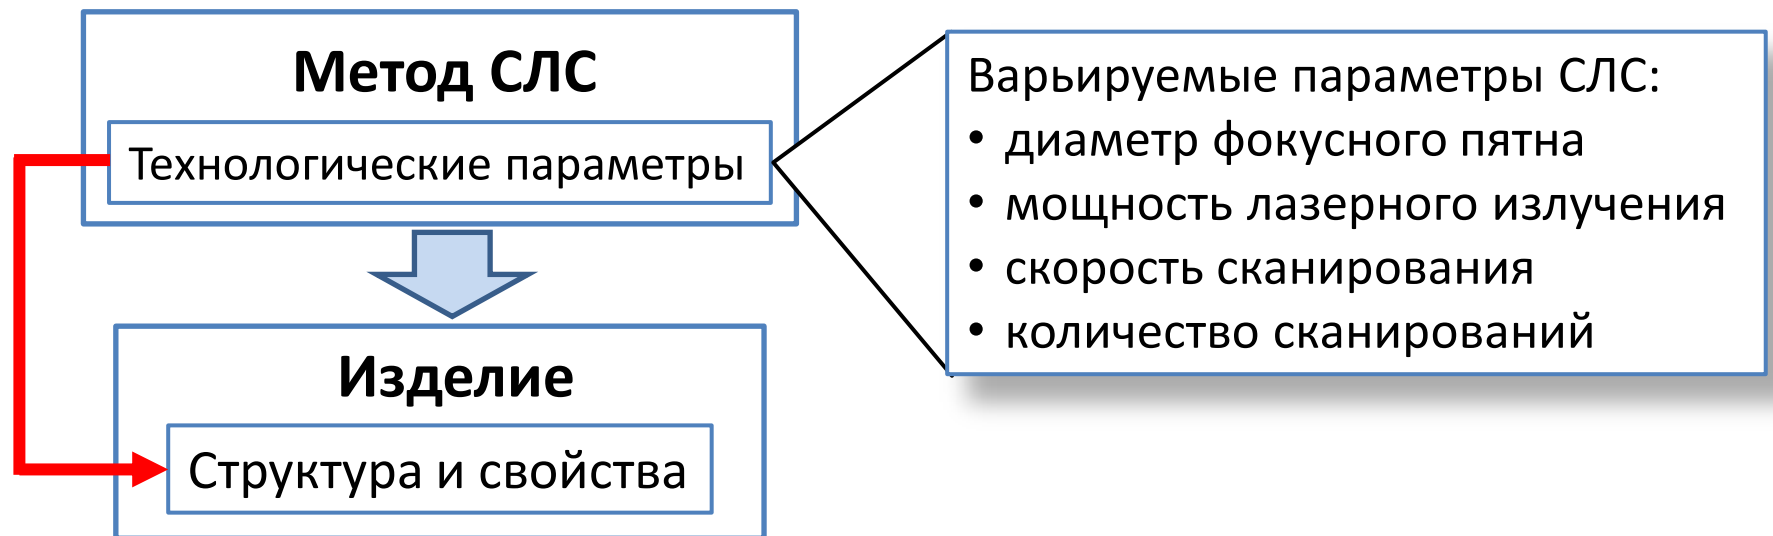 Метод СЛС
Технологические параметры
Изделие
Структура и свойства
Варьируемые параметры СЛС:
• диаметр фокусного пятна
• мощность лазерного излучения
• скорость сканирования
• количество сканирований